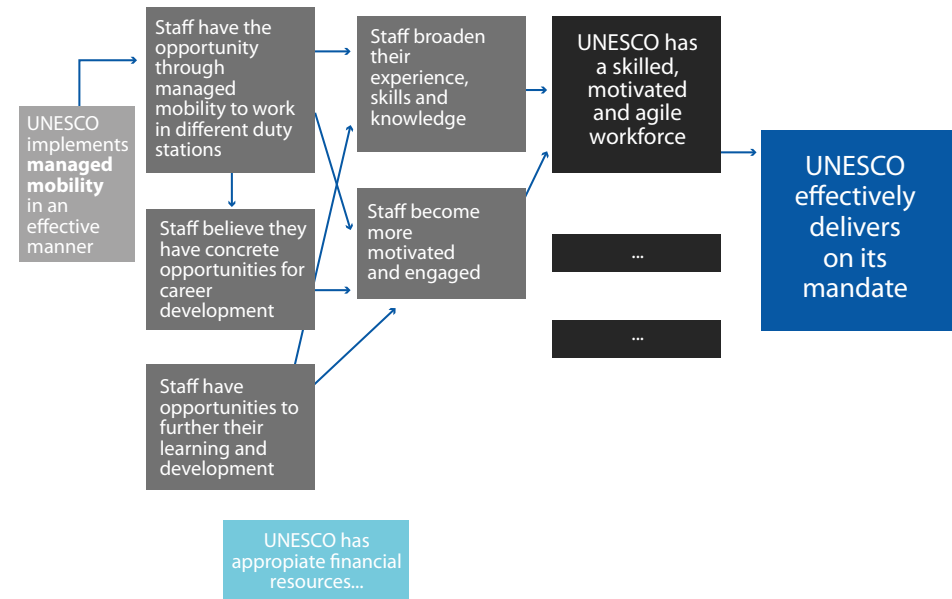 UNESCO
implements
managed
mobility
in an
effective
manner
Staff have the
opportunity
through
managed
mobility to work
in different duty
stations
Staff believe they
have concrete
opportunities for
career
development
Staff have
opportunities to
further their
learning and
development
Staff broaden
their
experience,
skills and
knowledge
Staff become
more
motivated
and engaged
UNESCO has
a skilled,
motivated
and agile
workforce
...
...
UNESCO
effectively
delivers
on its
mandate
UNESCO has
appropiate financial
resources...